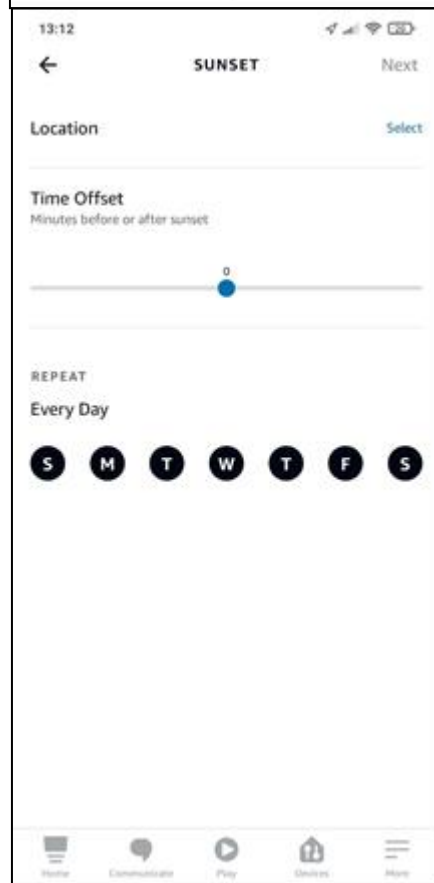 13:12
SUNSET Next
Location Select
Time Offset
Minutes before or after sunset
0
REPEAT
Every Day
S M T W T F S
Home Communicate Play Devices More